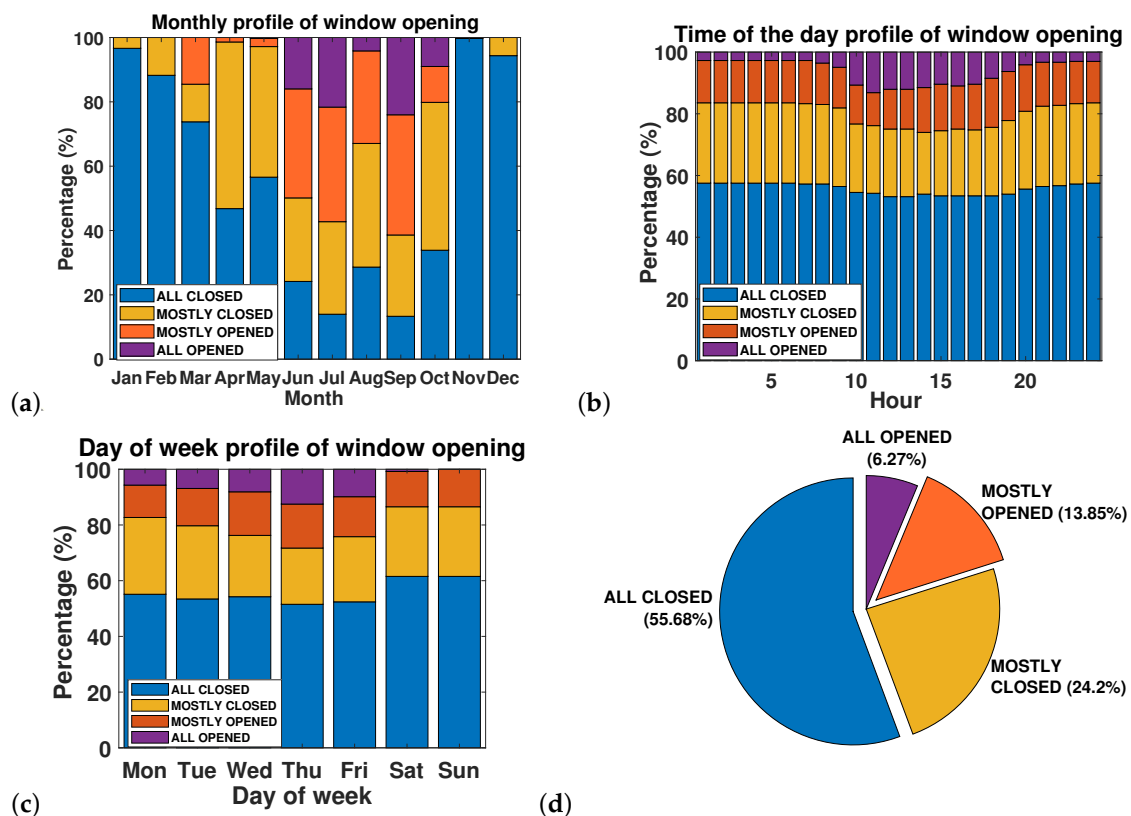 Monthly profile of window opening
100
80
60
40
20
0
Percentage (%)
ALL CLOSED
MOSTLY CLOSED
MOSTLY OPENED
ALL OPENED
Jan Feb Mar Apr May Jun Jul Aug Sep Oct Nov Dec
Month
(a).
Time of the day profile of window opening
100
80
60
40
20
0
Percentage (%)
ALL CLOSED
MOSTLY CLOSED
MOSTLY OPENED
ALL OPENED
5 10 15 20
Hour
(b)
Day of week profile of window opening
100
80
60
40
20
0
Percentage (%)
ALL CLOSED
MOSTLY CLOSED
MOSTLY OPENED
ALL OPENED
Mon Tue Wed Thu Fri Sat Sun
Day of week
(c)
ALL OPENED
(6.27%)
MOSTLY
OPENED (13.85%)
ALL CLOSED
(55.68%)
MOSTLY
CLOSED (24.2%)
(d)